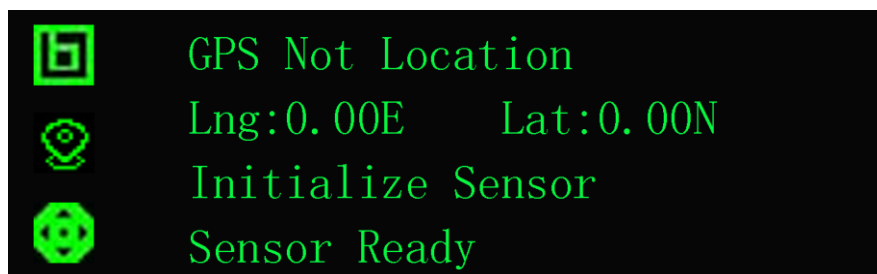 GPS Not Location
Lng:0.00E Lat:0.00N
Initialize Sensor
Sensor Ready